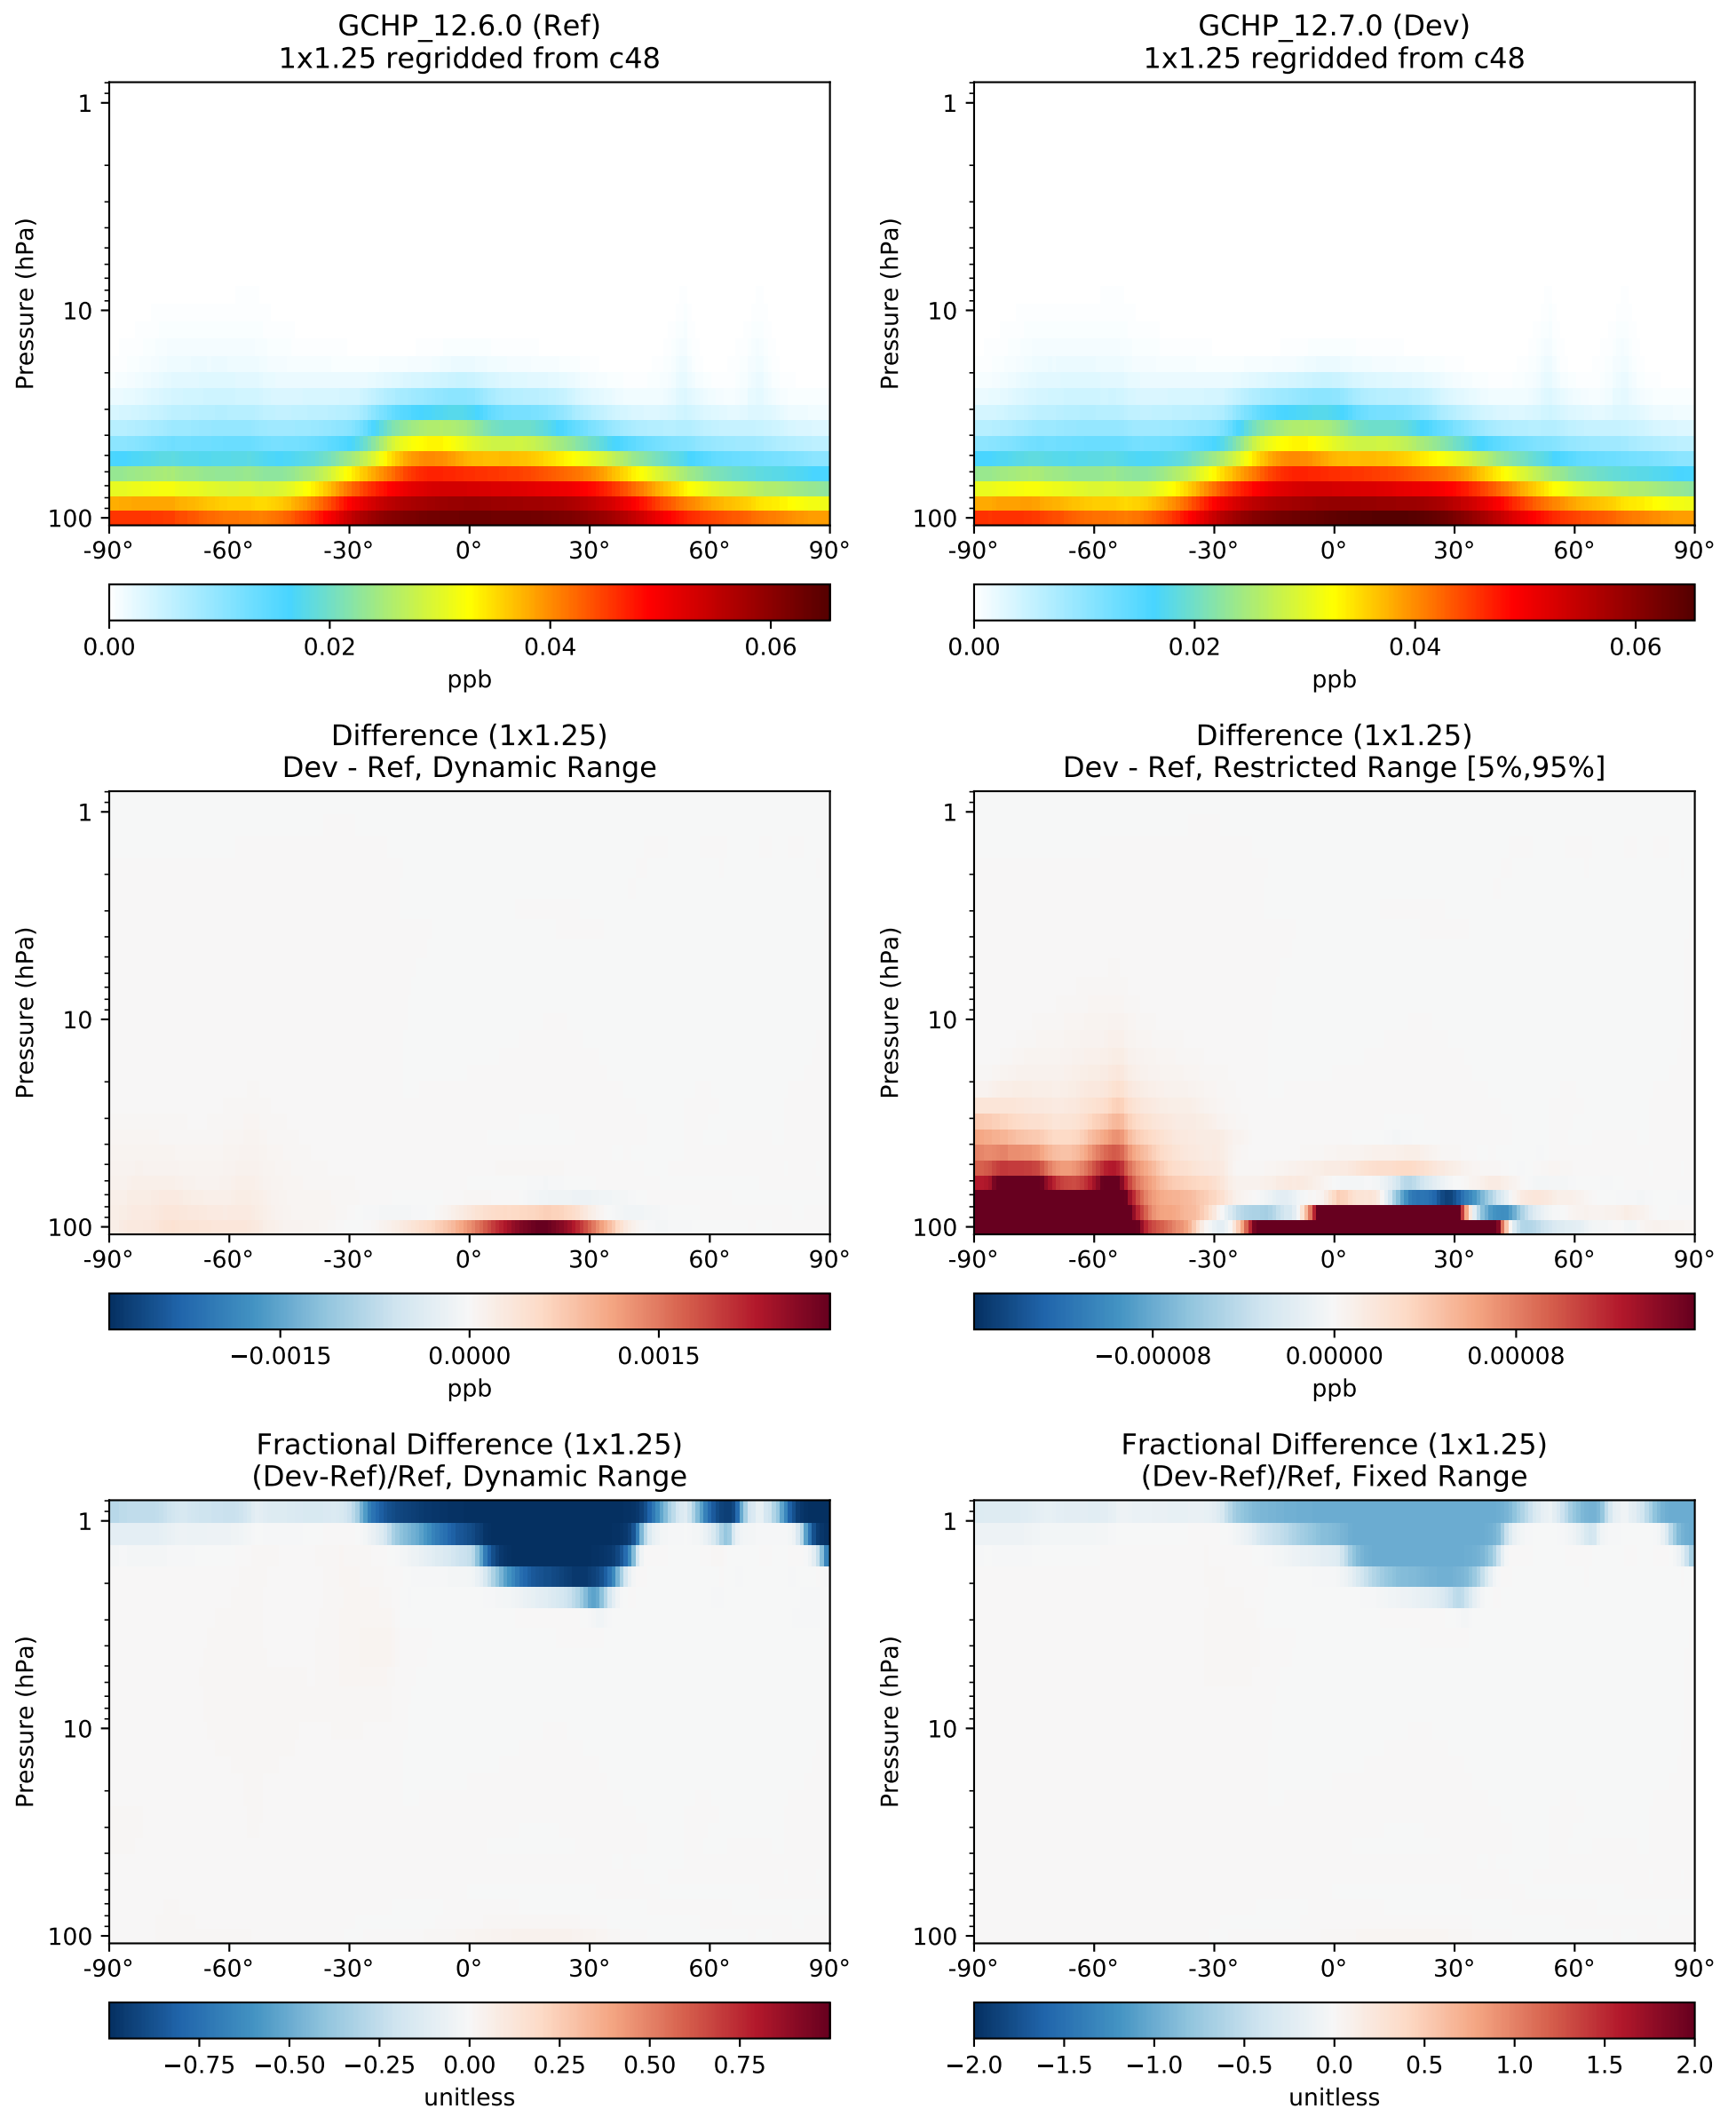 GCHP_12.6.0 (Ref)
1x1.25 regridded from c48
Pressure (hPa)
1
10
100
-90° -60° -30° 0° 30° 60° 90°
0.00 0.02 0.04 0.06
ppb
GCHP_12.7.0 (Dev)
1x1.25 regridded from c48
Pressure (hPa)
1
10
100
-90° -60° -30° 0° 30° 60° 90°
0.00 0.02 0.04 0.06
ppb
Difference (1x1.25)
Dev - Ref, Dynamic Range
Pressure (hPa)
1
10
100
-90° -60° -30° 0° 30° 60° 90°
−0.0015 0.0000 0.0015
ppb
Difference (1x1.25)
Dev - Ref, Restricted Range [5%,95%]
Pressure (hPa)
1
10
100
-90° -60° -30° 0° 30° 60° 90°
−0.00008 0.00000 0.00008
ppb
Fractional Difference (1x1.25)
(Dev-Ref)/Ref, Dynamic Range
Pressure (hPa)
1
10
100
-90° -60° -30° 0° 30° 60° 90°
−0.75 −0.50 −0.25 0.00 0.25 0.50 0.75
unitless
Fractional Difference (1x1.25)
(Dev-Ref)/Ref, Fixed Range
Pressure (hPa)
1
10
100
-90° -60° -30° 0° 30° 60° 90°
−2.0 −1.5 −1.0 −0.5 0.0 0.5 1.0 1.5 2.0
unitless